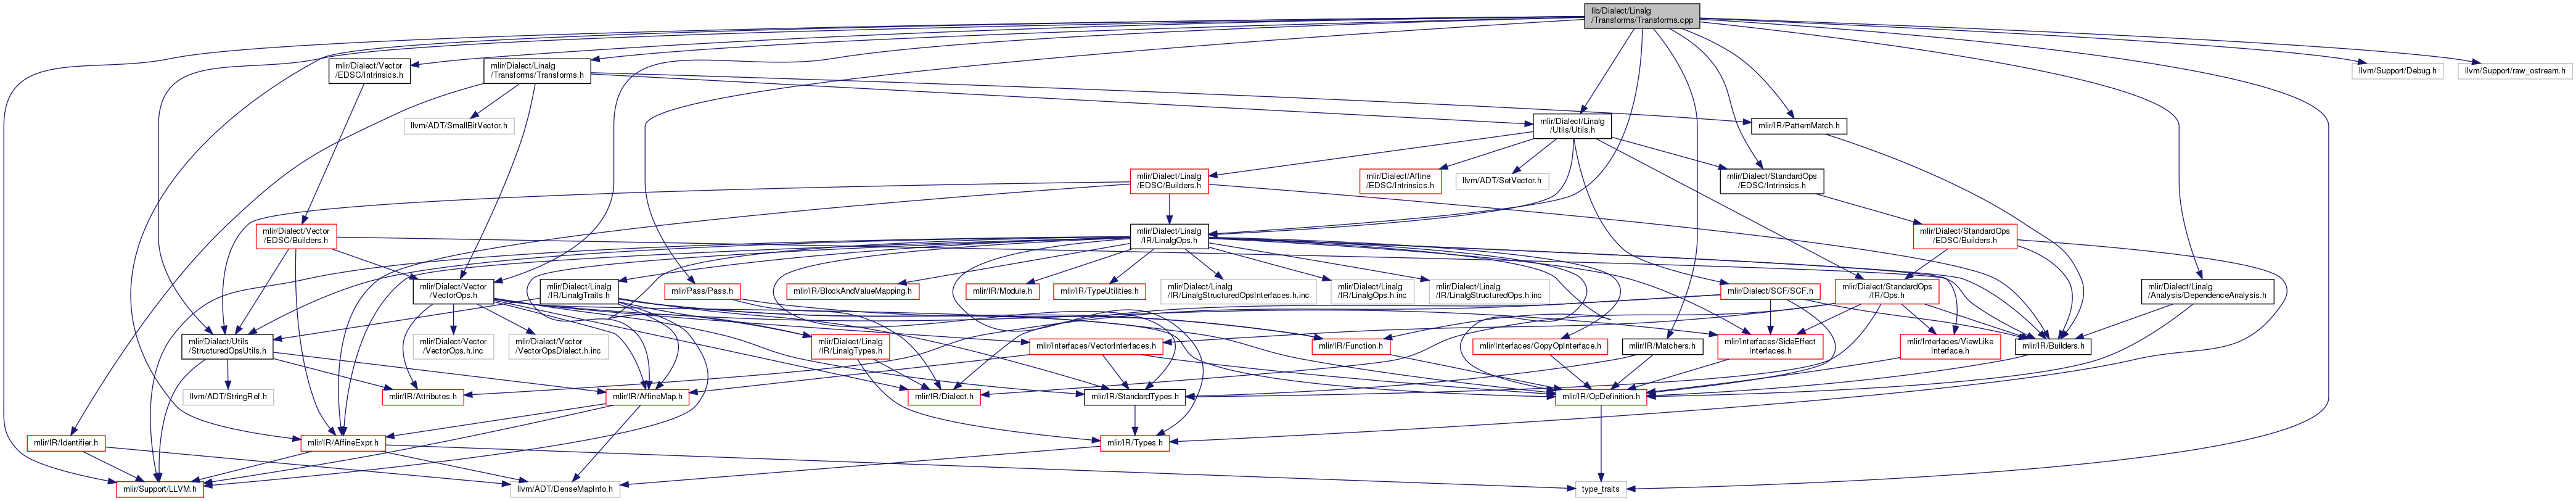 lib/Dialect/Linalg
/Transforms/Transforms.cpp
mlir/Dialect/Vector
/EDSC/Intrinsics.h
mlir/Dialect/Linalg
/Transforms/Transforms.h
llvm/Support/Debug.h
llvm/Support/raw_ostream.h
llvm/ADT/SmallBitVector.h
mlir/Dialect/Linalg
/Utils/Utils.h
mlir/IR/PatternMatch.h
mlir/Dialect/Linalg
/EDSC/Builders.h
mlir/Dialect/Affine
/EDSC/Intrinsics.h
llvm/ADT/SetVector.h
mlir/Dialect/StandardOps
/EDSC/Intrinsics.h
mlir/Dialect/Vector
/EDSC/Builders.h
mlir/Dialect/Linalg
/IR/LinalgOps.h
mlir/Dialect/StandardOps
/EDSC/Builders.h
mlir/Dialect/Vector
/VectorOps.h
mlir/Dialect/Linalg
/IR/LinalgTraits.h
mlir/Pass/Pass.h
mlir/IR/BlockAndValueMapping.h
mlir/IR/Module.h
mlir/IR/TypeUtilities.h
mlir/Dialect/Linalg
/IR/LinalgStructuredOpsInterfaces.h.inc
mlir/Dialect/Linalg
/IR/LinalgOps.h.inc
mlir/Dialect/Linalg
/IR/LinalgStructuredOps.h.inc
mlir/Dialect/SCF/SCF.h
mlir/Dialect/StandardOps
/IR/Ops.h
mlir/Dialect/Linalg
/Analysis/DependenceAnalysis.h
mlir/Dialect/Utils
/StructuredOpsUtils.h
mlir/Dialect/Vector
/VectorOps.h.inc
mlir/Dialect/Vector
/VectorOpsDialect.h.inc
mlir/Dialect/Linalg
/IR/LinalgTypes.h
mlir/Interfaces/VectorInterfaces.h
mlir/IR/Function.h
mlir/Interfaces/CopyOpInterface.h
mlir/IR/Matchers.h
mlir/Interfaces/SideEffect
Interfaces.h
mlir/Interfaces/ViewLike
Interface.h
mlir/IR/Builders.h
llvm/ADT/StringRef.h
mlir/IR/Attributes.h
mlir/IR/AffineMap.h
mlir/IR/Dialect.h
mlir/IR/StandardTypes.h
mlir/IR/OpDefinition.h
mlir/IR/Identifier.h
mlir/IR/AffineExpr.h
mlir/IR/Types.h
mlir/Support/LLVM.h
llvm/ADT/DenseMapInfo.h
type_traits